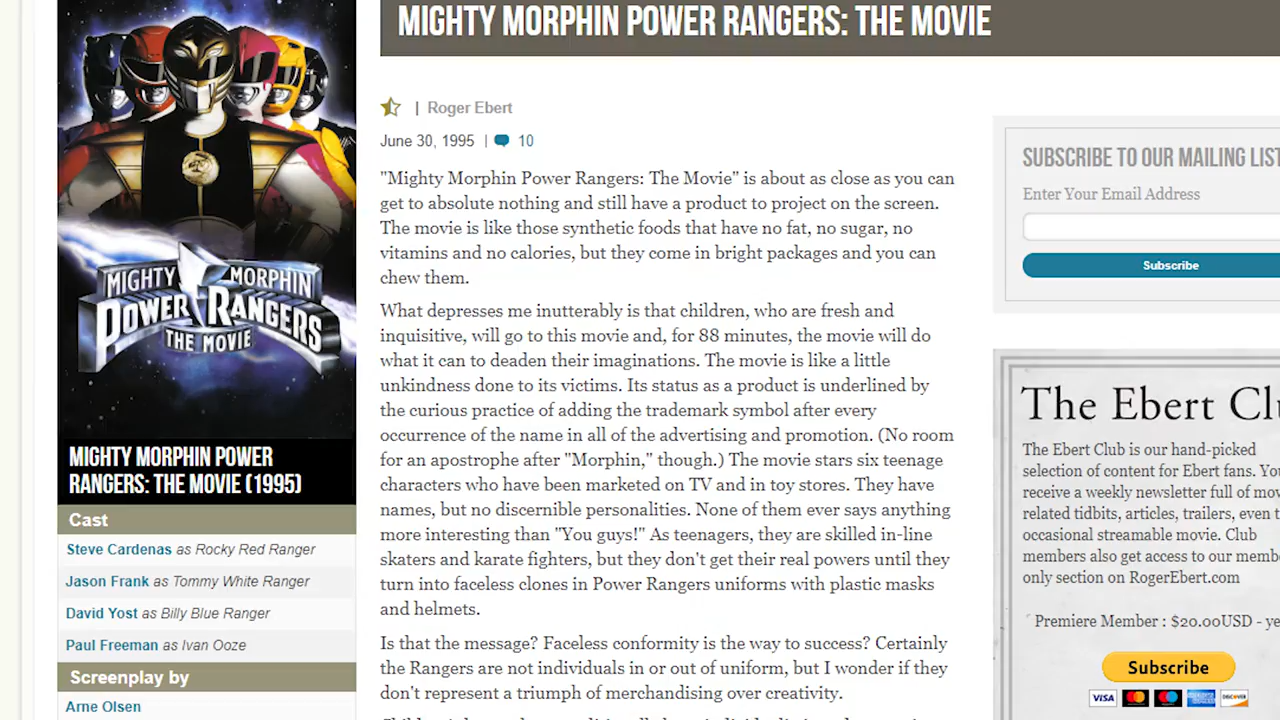 MIGHTY MORPHIN POWER RANGERS: THE MOVIE
| Roger Ebert
June 30, 1995 | 10
"Mighty Morphin Power Rangers: The Movie" is about as close as you can
get to absolute nothing and still have a product to project on the screen.
The movie is like those synthetic foods that have no fat, no sugar, no
vitamins and no calories, but they come in bright packages and you can
chew them.
What depresses me inutterably is that children, who are fresh and
inquisitive, will go to this movie and, for 88 minutes, the movie will do
what it can to deaden their imaginations. The movie is like a little
unkindness done to its victims. Its status as a product is underlined by
the curious practice of adding the trademark symbol after every
occurrence of the name in all of the advertising and promotion. (No room
for an apostrophe after "Morphin," though.) The movie stars six teenage
characters who have been marketed on TV and in toy stores. They have
names, but no discernible personalities. None of them ever says anything
more interesting than "You guys!" As teenagers, they are skilled in-line
skaters and karate fighters, but they don't get their real powers until they
turn into faceless clones in Power Rangers uniforms with plastic masks
and helmets.
Is that the message? Faceless conformity is the way to success? Certainly
the Rangers are not individuals in or out of uniform, but I wonder if they
don't represent a triumph of merchandising over creativity.
MIGHTY MORPHIN
POWER RANGERS
THE MOVIE
MIGHTY MORPHIN POWER
RANGERS: THE MOVIE (1995)
Cast
Steve Cardenas as Rocky Red Ranger
Jason Frank as Tommy White Ranger
David Yost as Billy Blue Ranger
Paul Freeman as Ivan Ooze
Screenplay by
Arne Olsen
SUBSCRIBE TO OUR MAILING LIST
Enter Your Email Address
Subscribe
The Ebert Cl
The Ebert Club is our hand-picked
selection of content for Ebert fans. You
receive a weekly newsletter full of mov
related tidbits, articles, trailers, even t
occasional streamable movie. Club
members also get access to our memb
only section on RogerEbert.com
Premiere Member : $20.00USD - ye
Subscribe
VISA
DISCOVER